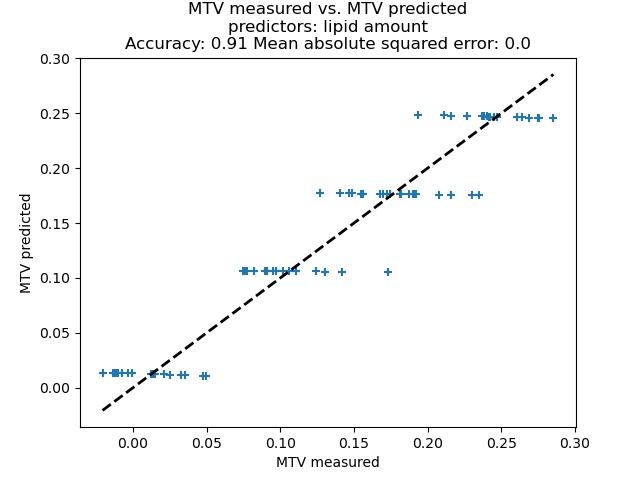 MTV measured vs. MTV predicted
predictors: lipid amount
Accuracy: 0.91 Mean absolute squared error: 0.0
0.30
0.25
0.20
0.15
0.10
0.05
0.00
MTV predicted
0.00 0.05 0.10 0.15 0.20 0.25 0.30
MTV measured